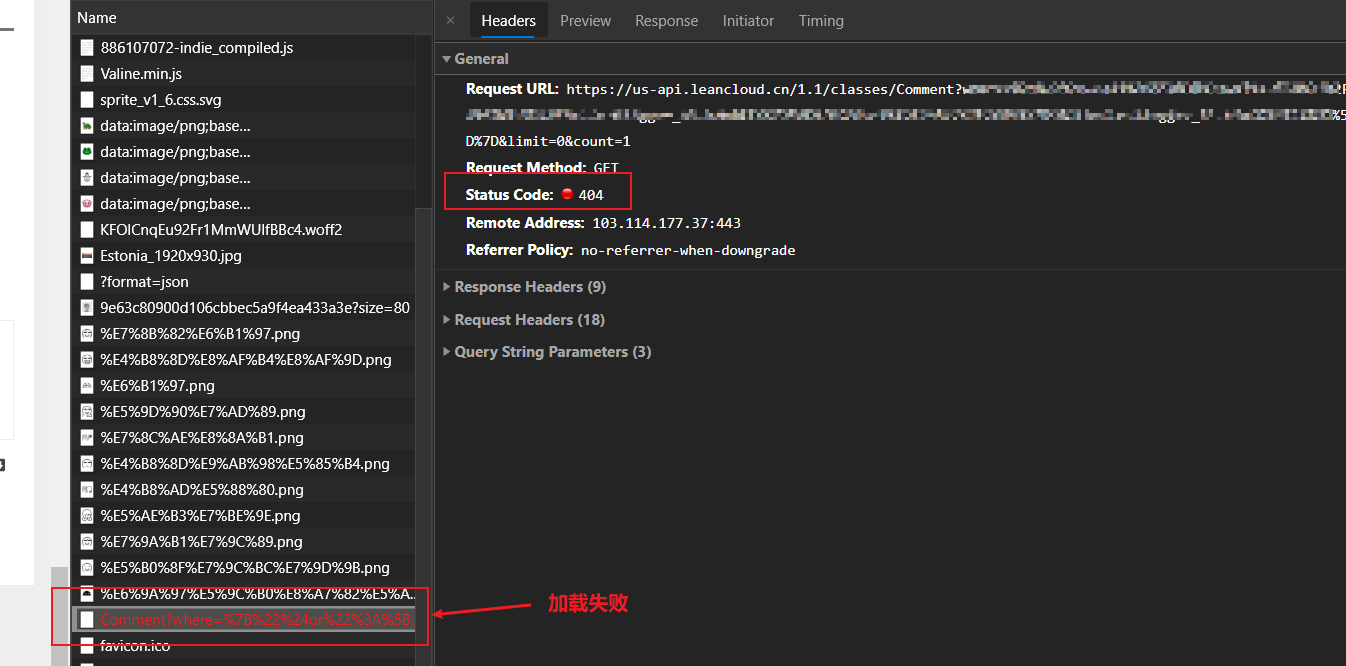 Name
886107072-indie_compiled.js
Valine.min.js
sprite_v1_6.css.svg
data:image/png;base...
data:image/png;base...
data:image/png;base...
data:image/png;base...
KFOlCnqEu92Fr1MmWUlfBBc4.woff2
Estonia_1920x930.jpg
?format=json
9e63c80900d106cbbec5a9f4ea433a3e?size=80
%E7%8B%82%E6%B1%97.png
%E4%B8%8D%E8%AF%B4%E8%AF%9D.png
%E6%B1%97.png
%E5%9D%90%E7%AD%89.png
%E7%8C%AE%E8%8A%B1.png
%E4%B8%8D%E9%AB%98%E5%85%B4.png
%E4%B8%AD%E5%88%80.png
%E5%AE%B3%E7%BE%9E.png
%E7%9A%B1%E7%9C%89.png
%E5%B0%8F%E7%9C%BC%E7%9D%9B.png
%E6%9A%97%E5%9C%B0%E8%A7%82%E5%A...
Comment?where=%7B%22%24or%22%3A%5B...
favicon.ico
× Headers Preview Response Initiator Timing
General
Request URL: https://us-api.leancloud.cn/1.1/classes/Comment?
D%7D&limit=0&count=1
Request Method: GET
Status Code: 404
Remote Address: 103.114.177.37:443
Referrer Policy: no-referrer-when-downgrade
Response Headers (9)
Request Headers (18)
Query String Parameters (3)
加载失败